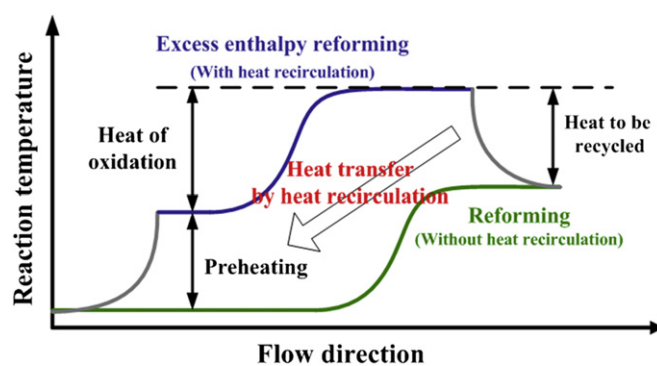 Reaction temperature
Excess enthalpy reforming
(With heat recirculation)
Heat of
oxidation
Heat to be
recycled
Heat transfer
by heat recirculation
Reforming
(Without heat recirculation)
Preheating
Flow direction